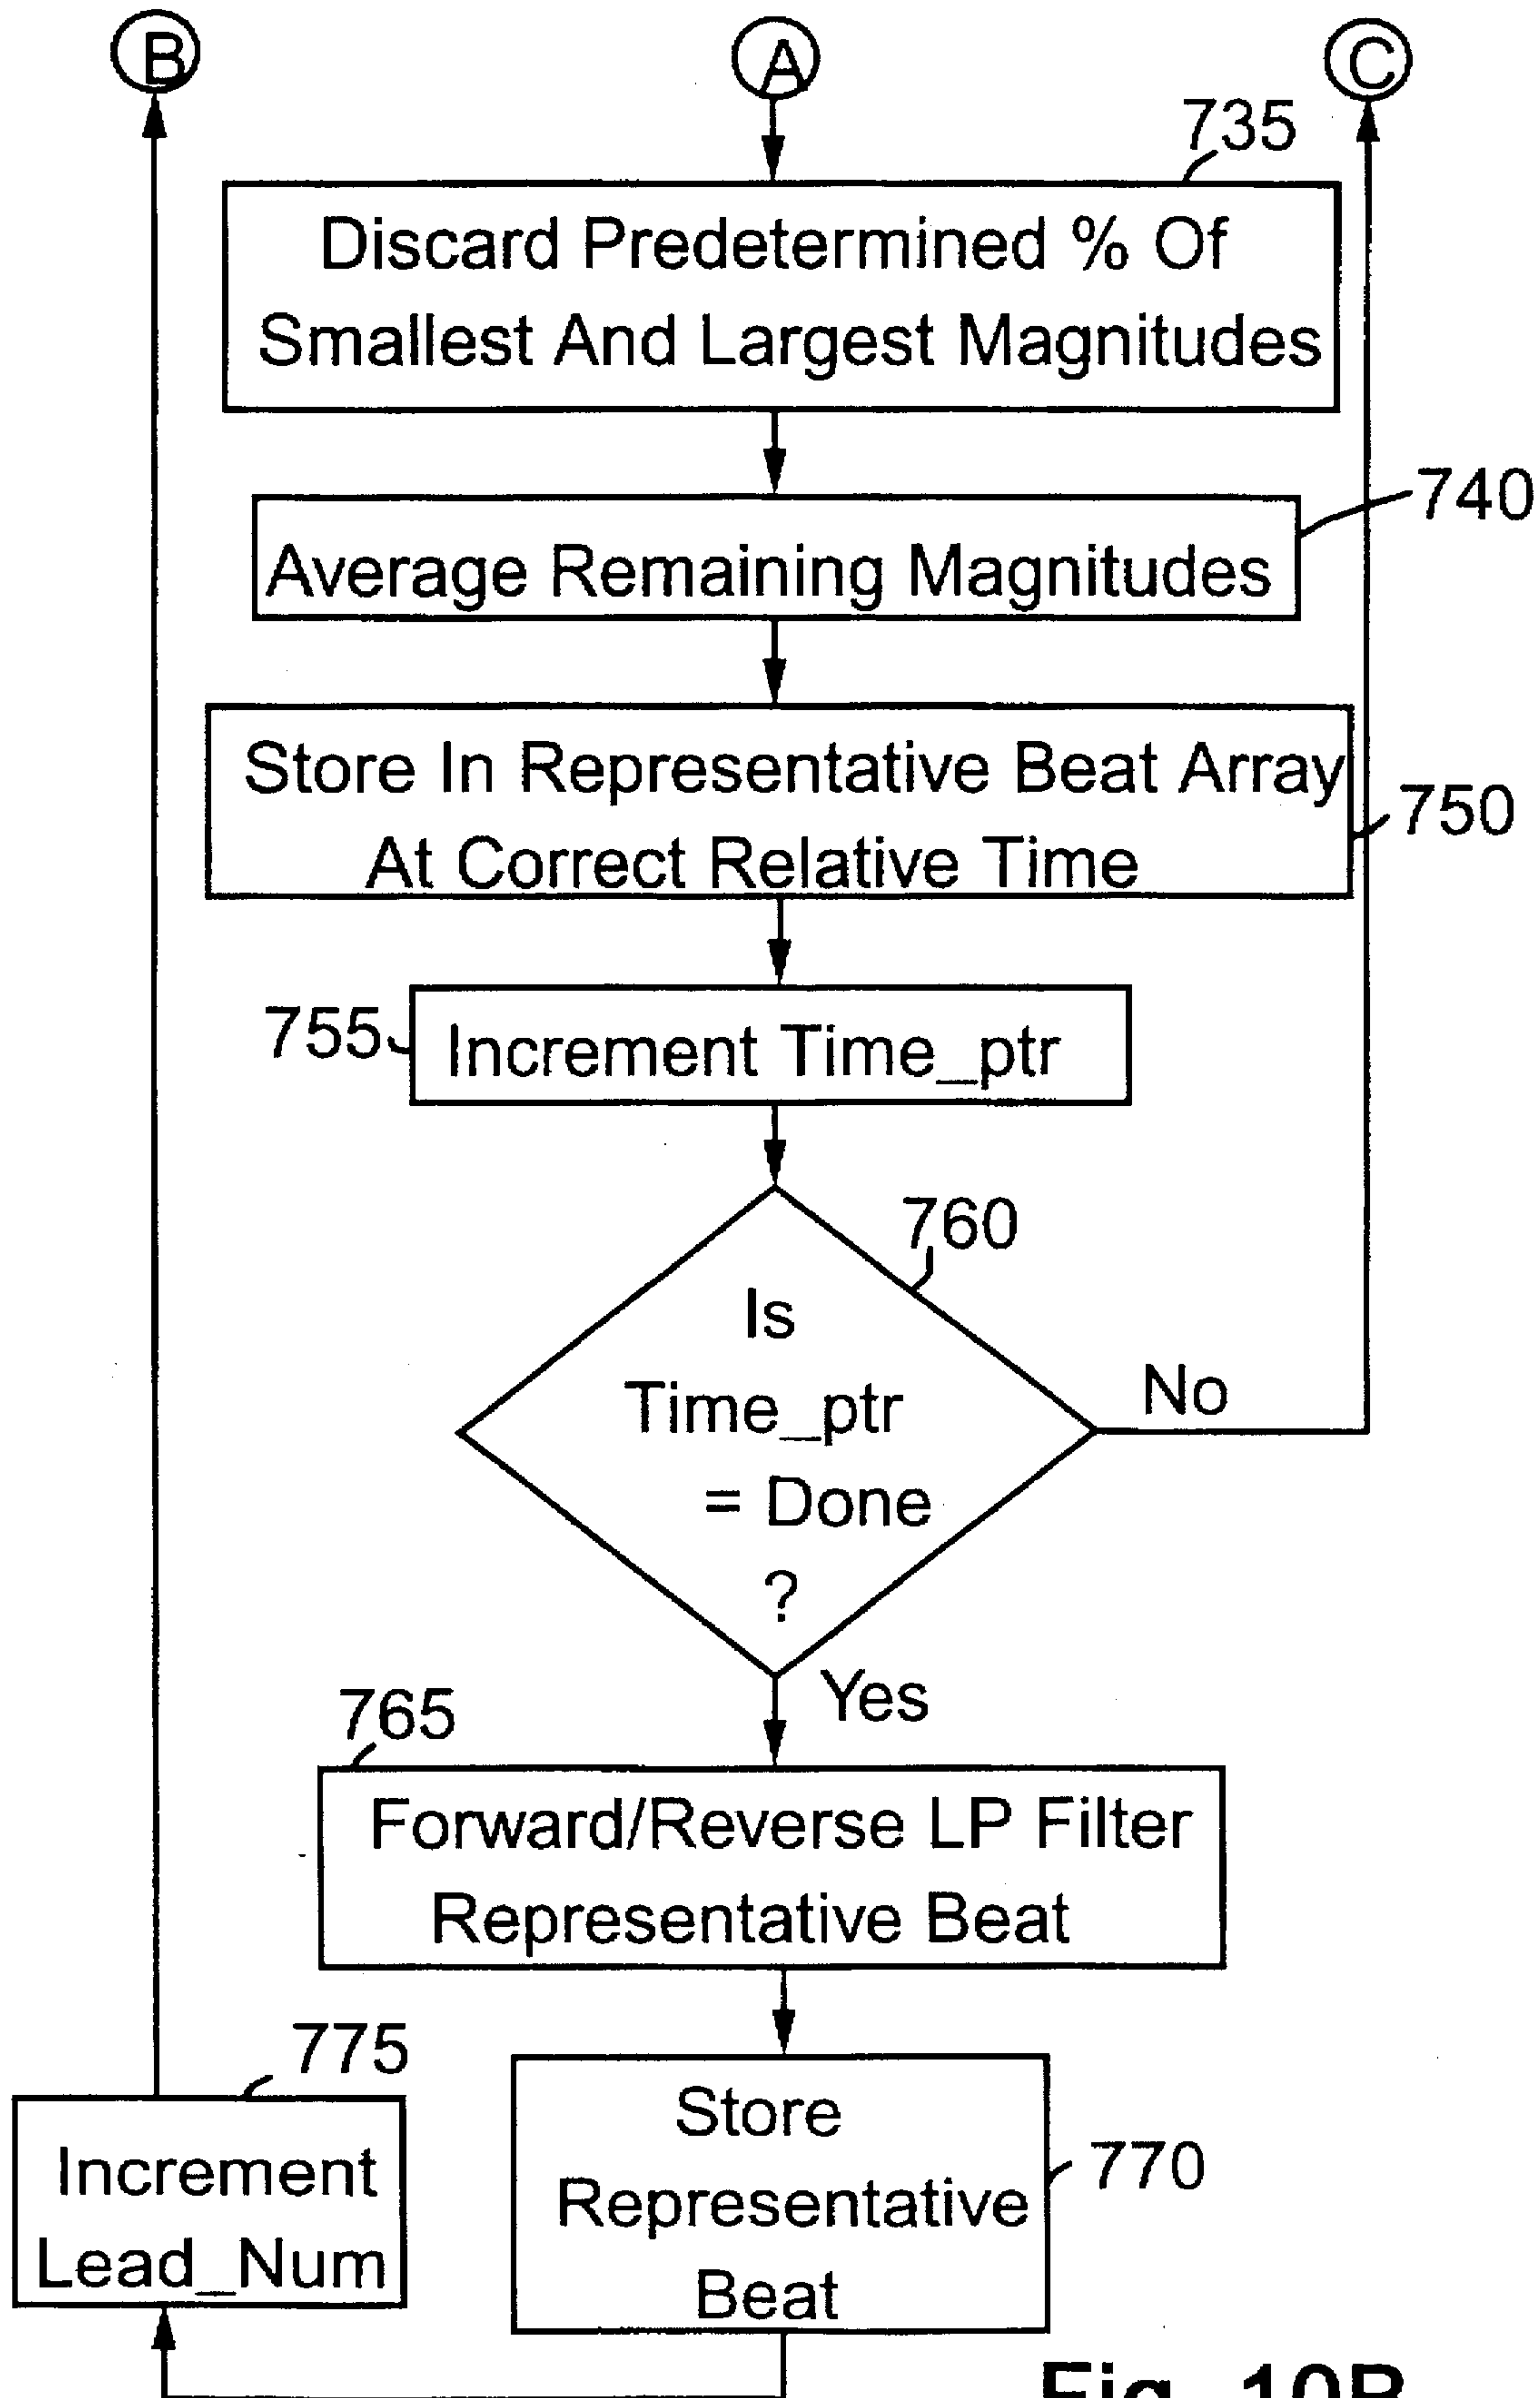 B
A
C
735
Discard Predetermined % Of
Smallest And Largest Magnitudes
740
Average Remaining Magnitudes
Store In Representative Beat Array
At Correct Relative Time
750
755
Increment Time_ptr
760
Is
Time_ptr
= Done
?
No
Yes
765
Forward/Reverse LP Filter
Representative Beat
775
Increment
Lead_Num
Store
Representative
Beat
770
Fig. 10B